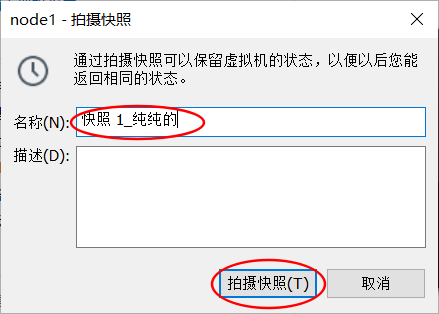 node1 - 拍摄快照
通过拍摄快照可以保留虚拟机的状态，以便以后您能
返回相同的状态。
名称(N): 快照 1_纯纯的
描述(D):
拍摄快照(T) 取消